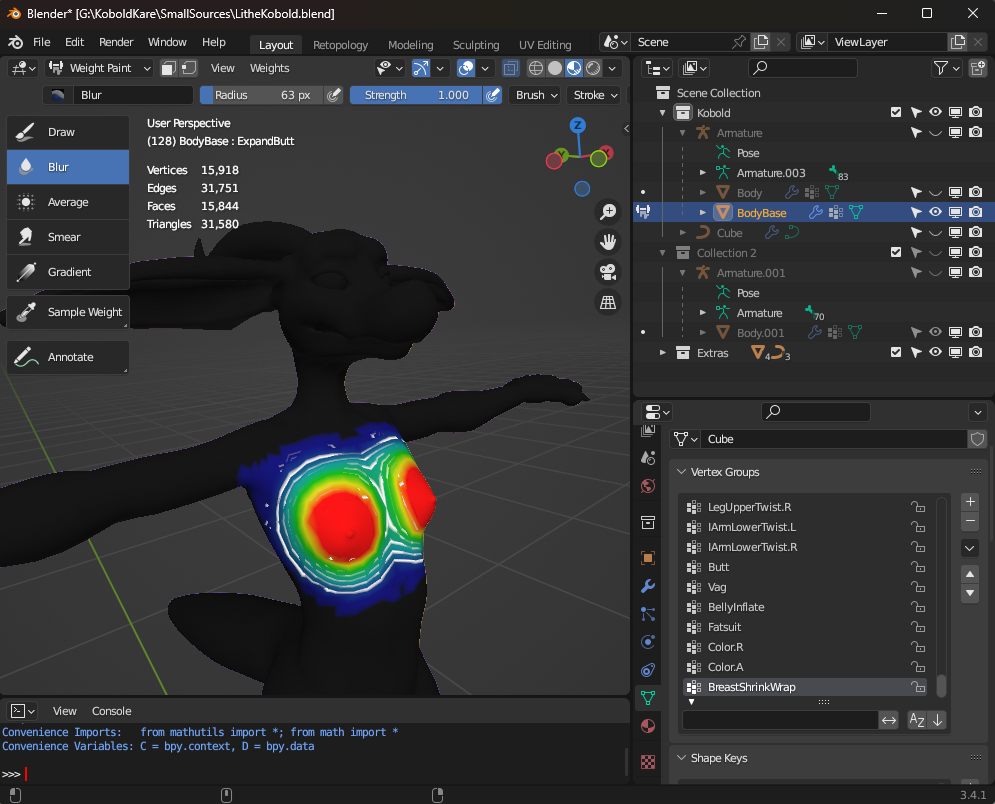 Blender* [G:\KoboldKare\SmallSources\LitheKobold.blend]
File Edit Render Window Help Layout Retopology Modeling Sculpting UV Editing Scene ViewLayer
Weight Paint View Weights
Blur Radius 63 px Strength 1.000 Brush Stroke
Draw
Blur
Average
Smear
Gradient
Sample Weight
Annotate
User Perspective
(128) BodyBase : ExpandButt
Vertices 15,918
Edges 31,751
Faces 15,844
Triangles 31,580
Z
Y
X
Scene Collection
Kobold
Armature
Pose
Armature.003 83
Body
BodyBase
Cube
Collection 2
Armature.001
Pose
Armature 70
Body.001
Extras 4 3
Cube
Vertex Groups
LegUpperTwist.R
lArmLowerTwist.L
lArmLowerTwist.R
Butt
Vag
BellyInflate
Fatsuit
Color.R
Color.A
BreastShrinkWrap
AZ
Shape Keys
View Console
Convenience Imports: from mathutils import *; from math import *
Convenience Variables: C = bpy.context, D = bpy.data
>>>
3.4.1